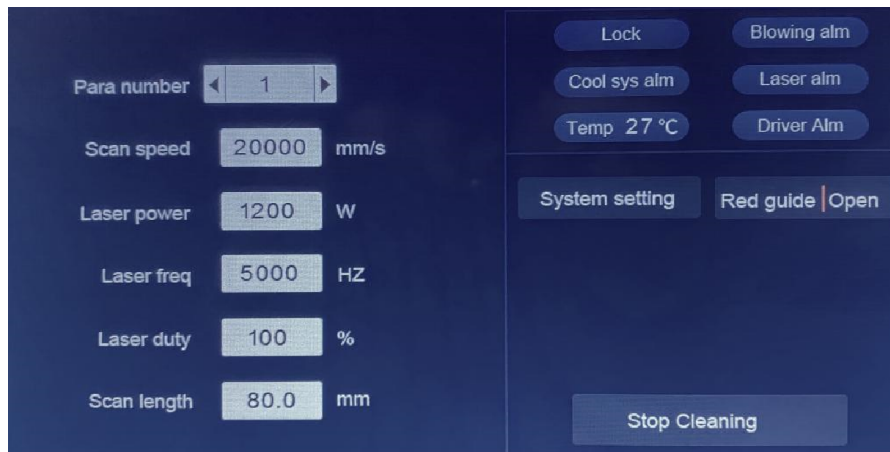 Para number 1
Scan speed 20000 mm/s
Laser power 1200 W
Laser freq 5000 HZ
Laser duty 100 %
Scan length 80.0 mm
Lock Blowing alm
Cool sys alm Laser alm
Temp 27 ℃ Driver Alm
System setting Red guide Open
Stop Cleaning